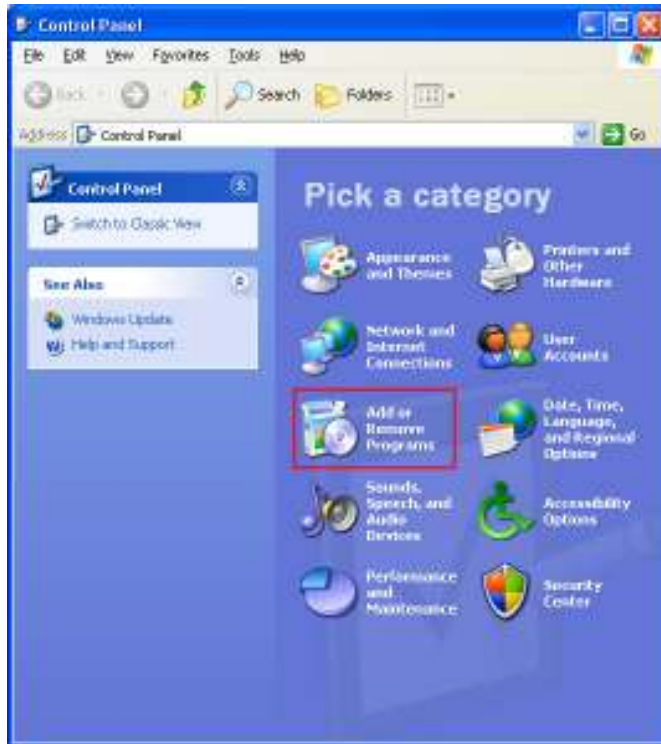 Control Panel
File Edit View Favorites Tools Help
Back Search Folders
Address Control Panel Go
Control Panel
Switch to Classic View
See Also
Windows Update
Help and Support
Pick a category
Appearance
and Themes
Printers and
Other
Hardware
Network and
Internet
Connections
User
Accounts
Add or
Remove
Programs
Date, Time,
Language,
and Regional
Options
Sounds,
Speech, and
Audio
Devices
Accessibility
Options
Performance
and
Maintenance
Security
Center